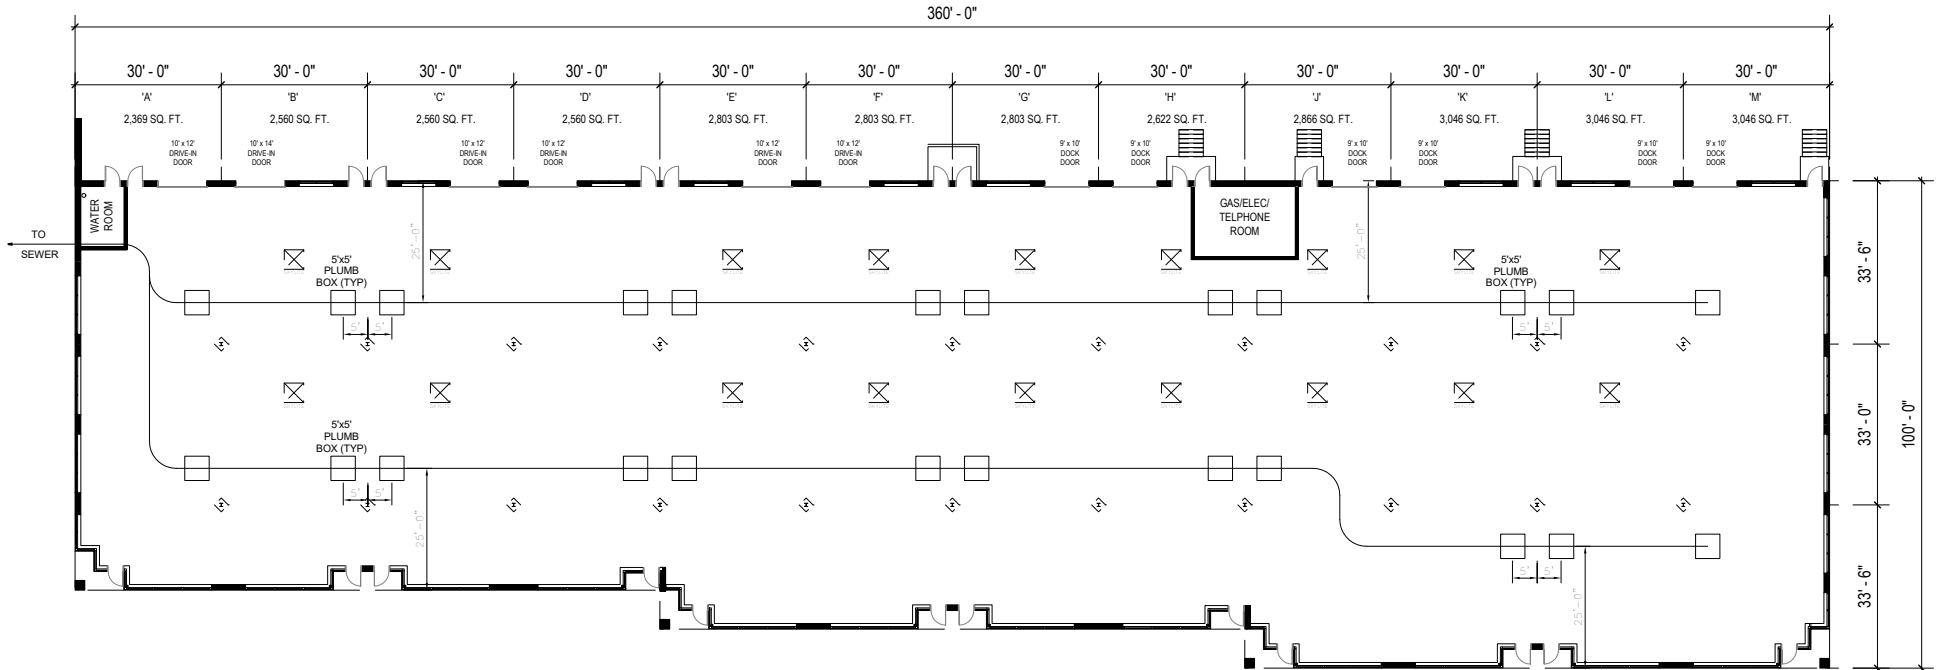 360' - 0"
30' - 0" 30' - 0" 30' - 0" 30' - 0" 30' - 0" 30' - 0" 30' - 0" 30' - 0" 30' - 0" 30' - 0" 30' - 0" 30' - 0"
'A' 'B' 'C' 'D' 'E' 'F' 'G' 'H' 'J' 'K' 'L' 'M'
2,369 SQ. FT. 2,560 SQ. FT. 2,560 SQ. FT. 2,560 SQ. FT. 2,803 SQ. FT. 2,803 SQ. FT. 2,803 SQ. FT. 2,622 SQ. FT. 2,866 SQ. FT. 3,046 SQ. FT. 3,046 SQ. FT. 3,046 SQ. FT.
10' x 12'
DRIVE-IN
DOOR
10' x 14'
DRIVE-IN
DOOR
10' x 12'
DRIVE-IN
DOOR
10' x 12'
DRIVE-IN
DOOR
10' x 12'
DRIVE-IN
DOOR
10' x 12'
DRIVE-IN
DOOR
9' x 10'
DOCK
DOOR
9' x 10'
DOCK
DOOR
9' x 10'
DOCK
DOOR
9' x 10'
DOCK
DOOR
9' x 10'
DOCK
DOOR
9' x 10'
DOCK
DOOR
WATER
ROOM
GAS/ELEC/
TELPHONE
ROOM
TO
SEWER
25'-0"
25'-0"
5'x5'
PLUMB
BOX (TYP)
5'x5'
PLUMB
BOX (TYP)
5' 5'
5' 5'
33' - 6"
33' - 0"
100' - 0"
5'x5'
PLUMB
BOX (TYP)
5' 5'
25'-0"
5' 5'
25'-0"
33' - 6"